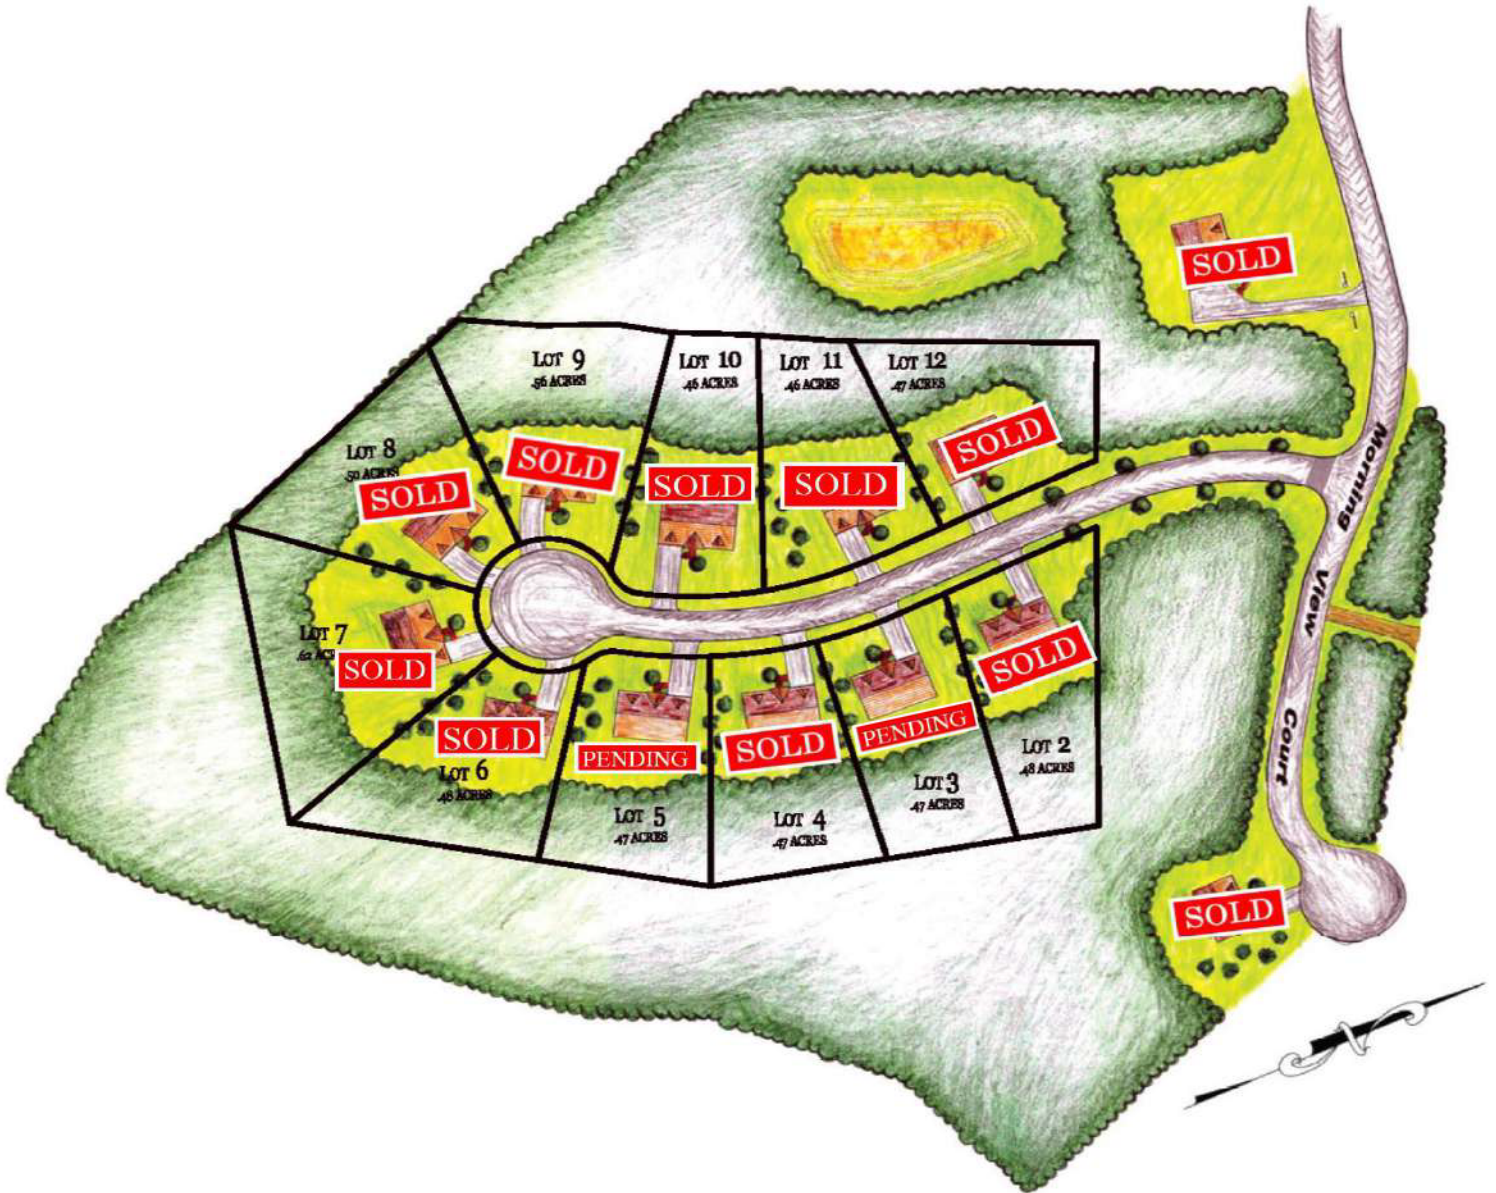 SOLD
LOT 9
.56 ACRES
LOT 10
.46 ACRES
LOT 11
.46 ACRES
LOT 12
.47 ACRES
SOLD
SOLD
SOLD
SOLD
LOT 8
.50 ACRES
SOLD
Morning View Court
LOT 7
SOLD
SOLD
LOT 6
.48 ACRES
PENDING
LOT 5
.47 ACRES
SOLD
LOT 4
.47 ACRES
PENDING
LOT 3
.47 ACRES
SOLD
LOT 2
.48 ACRES
SOLD
N